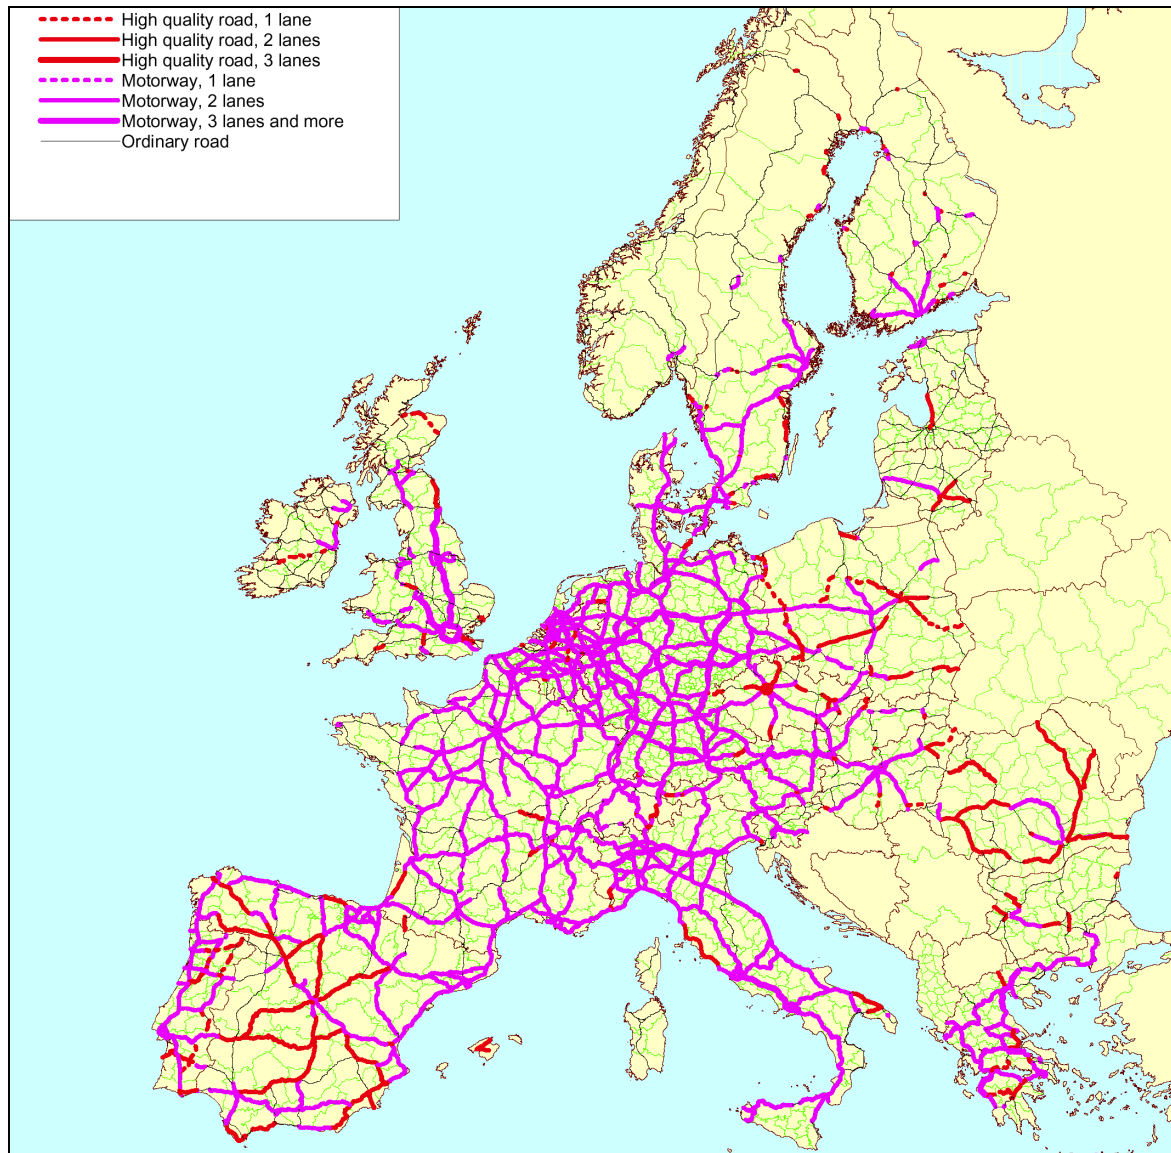 High quality road, 1 lane
High quality road, 2 lanes
High quality road, 3 lanes
Motorway, 1 lane
Motorway, 2 lanes
Motorway, 3 lanes and more
Ordinary road